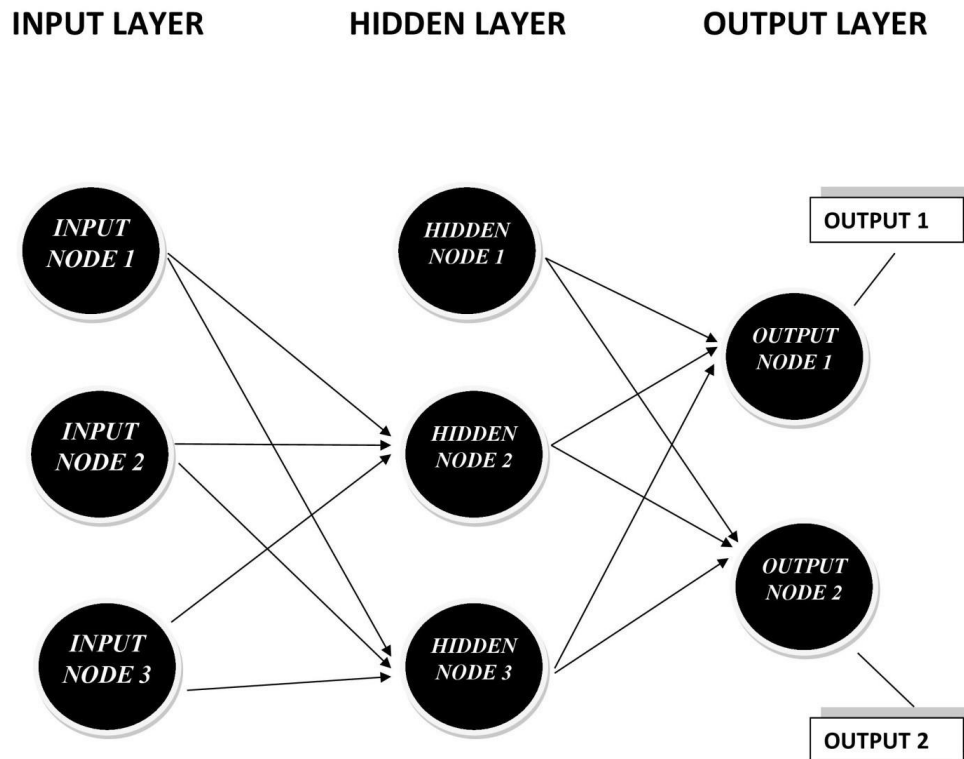 INPUT LAYER
HIDDEN LAYER
OUTPUT LAYER
INPUT
NODE 1
HIDDEN
NODE 1
OUTPUT 1
OUTPUT
NODE 1
INPUT
NODE 2
HIDDEN
NODE 2
OUTPUT
NODE 2
INPUT
NODE 3
HIDDEN
NODE 3
OUTPUT 2